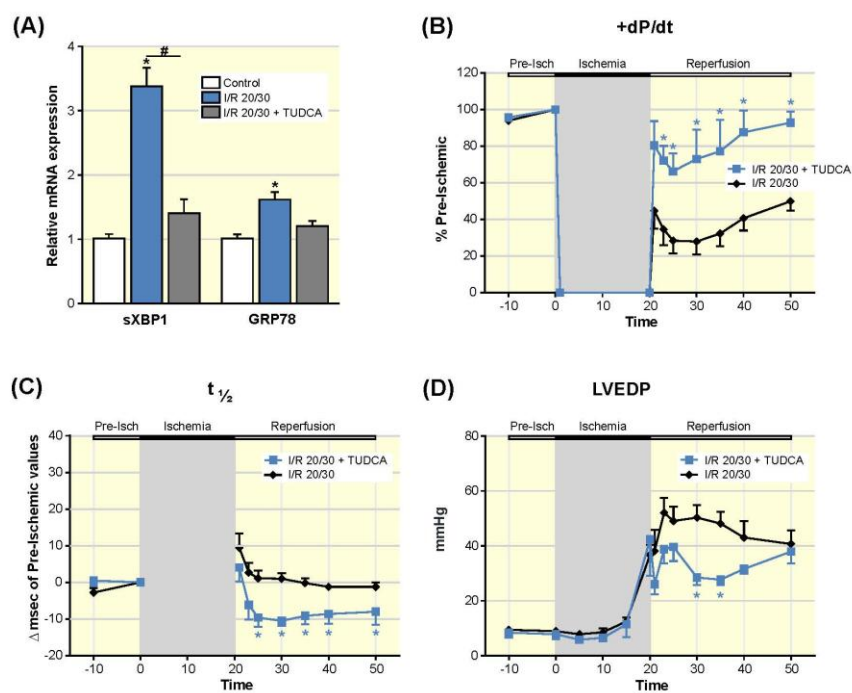 (A)
4
3
2
1
0
Relative mRNA expression
*
#
*
Control
I/R 20/30
I/R 20/30 + TUDCA
sXBP1
GRP78
(B)
+dP/dt
Pre-Isch
Ischemia
Reperfusion
120
100
80
60
40
20
0
% Pre-Ischemic
* * * * * *
I/R 20/30 + TUDCA
I/R 20/30
-10 0 10 20 30 40 50
Time
(C)
t ½
Pre-Isch
Ischemia
Reperfusion
40
30
20
10
0
-10
-20
Δ msec of Pre-Ischemic values
I/R 20/30 + TUDCA
I/R 20/30
* * * * *
-10 0 10 20 30 40 50
Time
(D)
LVEDP
Pre-Isch
Ischemia
Reperfusion
80
60
40
20
0
mmHg
I/R 20/30 + TUDCA
I/R 20/30
* *
-10 0 10 20 30 40 50
Time